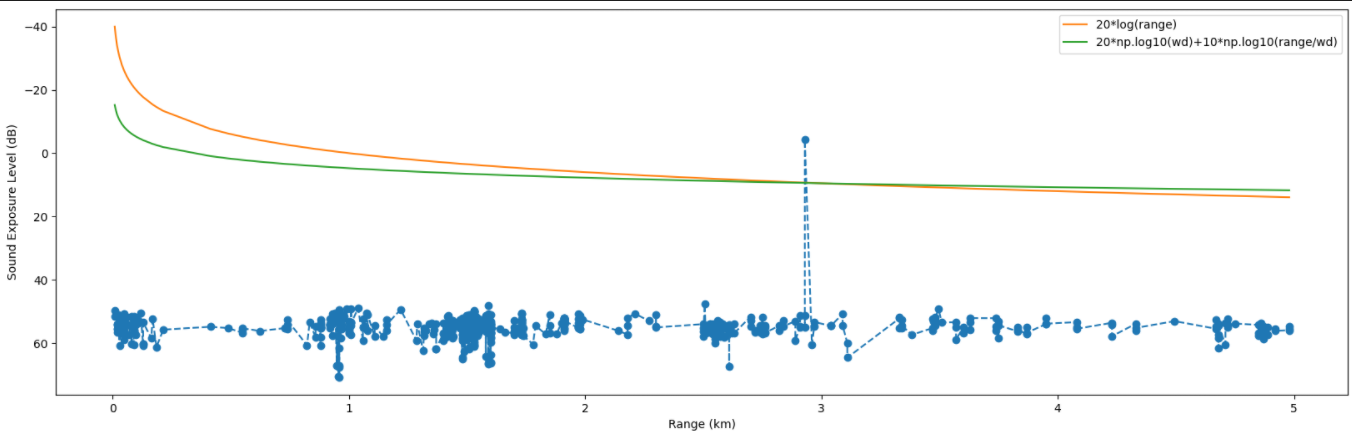 20*log(range)
20*np.log10(wd)+10*np.log10(range/wd)
Sound Exposure Level (dB)
−40
−20
0
20
40
60
0 1 2 3 4 5
Range (km)